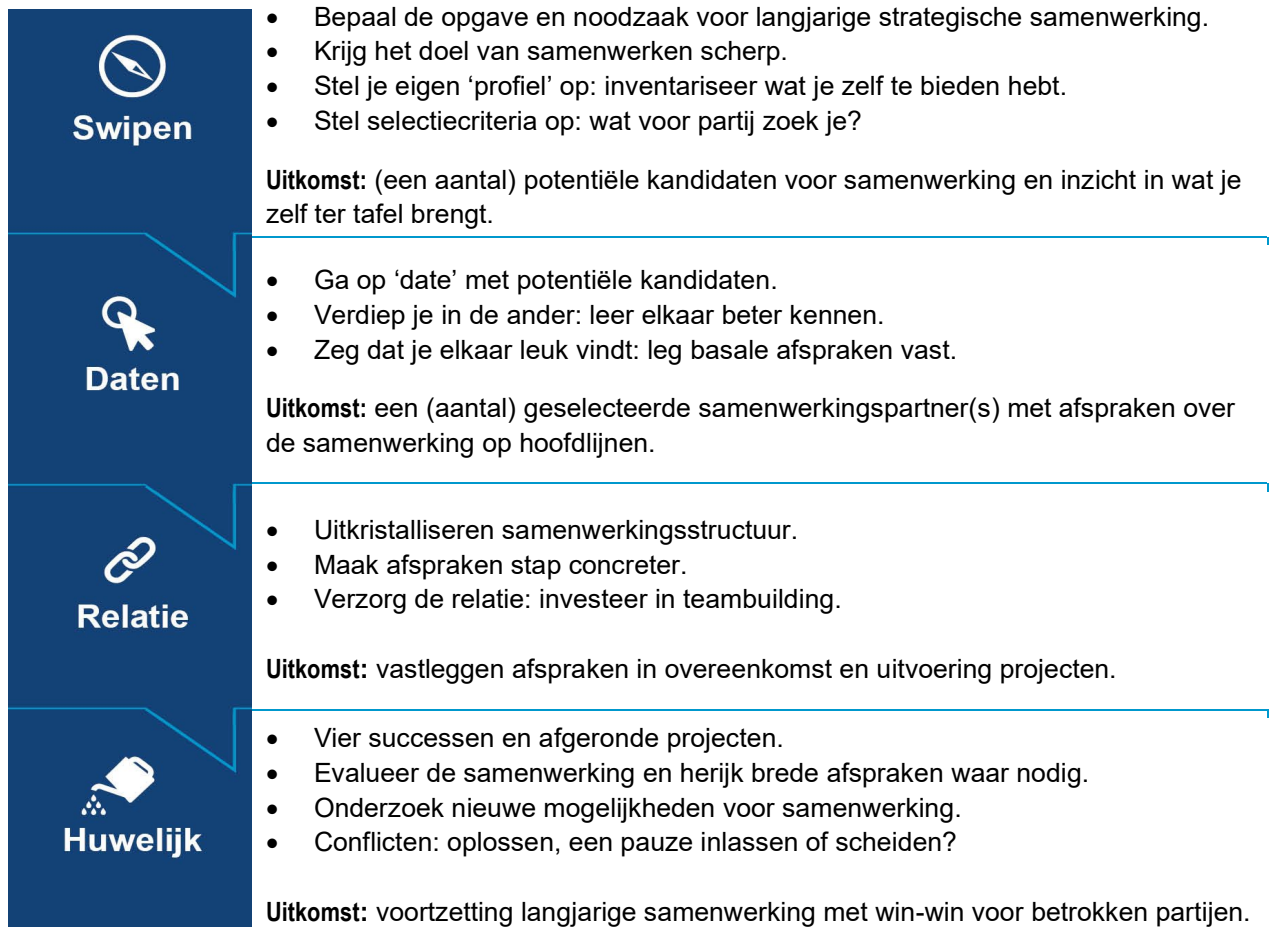 Swipen
• Bepaal de opgave en noodzaak voor langjarige strategische samenwerking.
• Krijg het doel van samenwerken scherp.
• Stel je eigen ‘profiel’ op: inventariseer wat je zelf te bieden hebt.
• Stel selectiecriteria op: wat voor partij zoek je?
Uitkomst: (een aantal) potentiële kandidaten voor samenwerking en inzicht in wat je
zelf ter tafel brengt.
Daten
• Ga op ‘date’ met potentiële kandidaten.
• Verdiep je in de ander: leer elkaar beter kennen.
• Zeg dat je elkaar leuk vindt: leg basale afspraken vast.
Uitkomst: een (aantal) geselecteerde samenwerkingspartner(s) met afspraken over
de samenwerking op hoofdlijnen.
Relatie
• Uitkristalliseren samenwerkingsstructuur.
• Maak afspraken stap concreter.
• Verzorg de relatie: investeer in teambuilding.
Uitkomst: vastleggen afspraken in overeenkomst en uitvoering projecten.
Huwelijk
• Vier successen en afgeronde projecten.
• Evalueer de samenwerking en herijk brede afspraken waar nodig.
• Onderzoek nieuwe mogelijkheden voor samenwerking.
• Conflicten: oplossen, een pauze inlassen of scheiden?
Uitkomst: voortzetting langjarige samenwerking met win-win voor betrokken partijen.